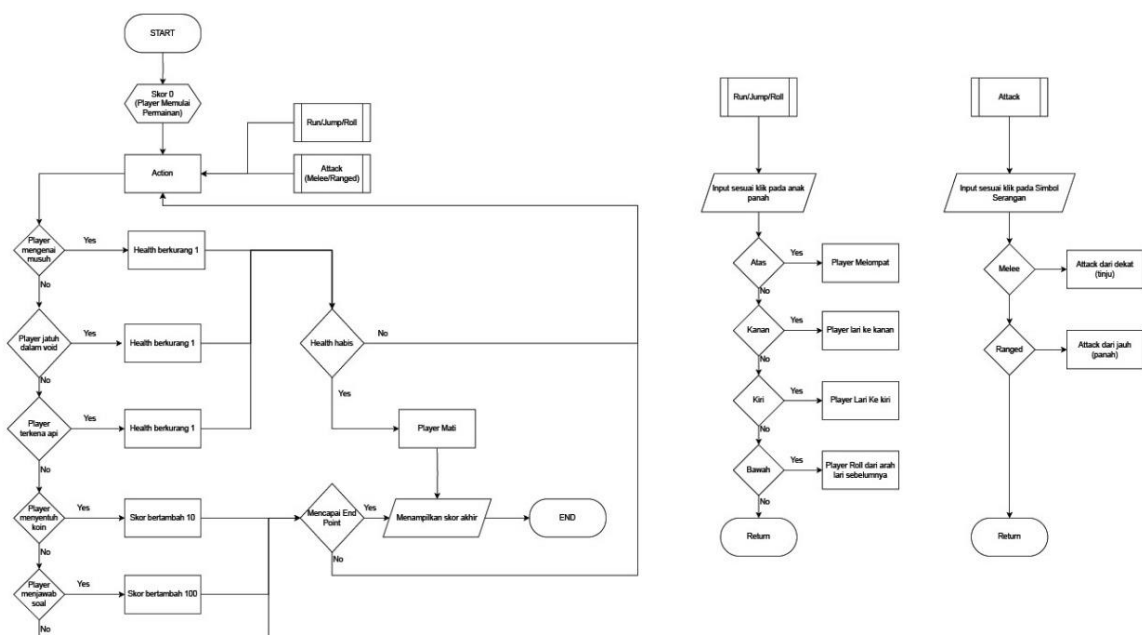 START
Skor 0
(Player Memulai
Permainan)
Run/Jump/Roll
Action
Attack
(Melee/Ranged)
Player
mengenai
musuh
Yes
Health berkurang 1
No
Player jatuh
dalam void
Yes
Health berkurang 1
No
Health habis
No
Yes
Player
terkena api
Yes
Health berkurang 1
No
Player Mati
Player
menyentuh
koin
Yes
Skor bertambah 10
No
Mencapai End
Point
Yes
No
Menampilkan skor akhir
END
Player
menjawab
soal
Yes
Skor bertambah 100
No
Run/Jump/Roll
Input sesuai klik pada anak
panah
Atas
Yes
Player Melompat
No
Kanan
Yes
Player lari ke kanan
No
Kiri
Yes
Player Lari Ke kiri
No
Bawah
Yes
Player Roll dari arah
lari sebelumnya
No
Return
Attack
Input sesuai klik pada Simbol
Serangan
Melee
Attack dari dekat
(tinju)
Ranged
Attack dari jauh
(panah)
Return